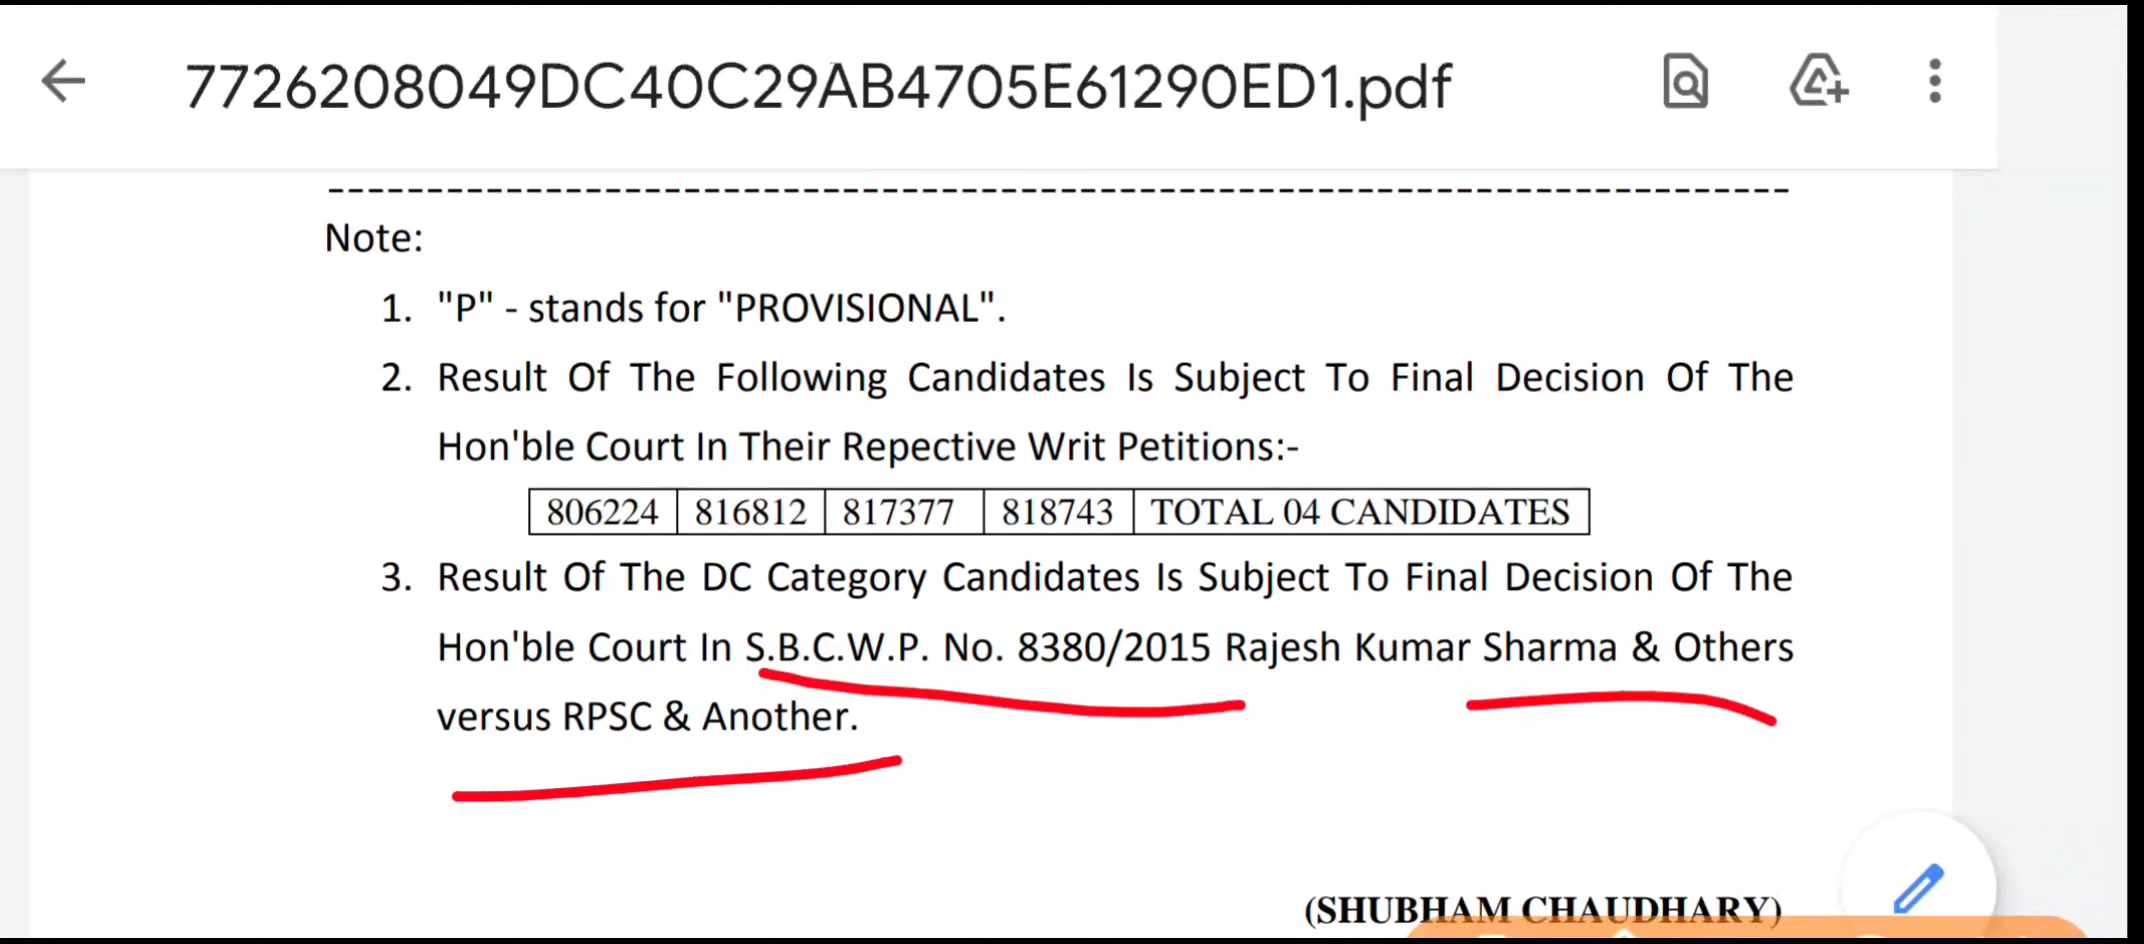 7726208049DC40C29AB4705E61290ED1.pdf
Note:
1. "P" - stands for "PROVISIONAL".
2. Result Of The Following Candidates Is Subject To Final Decision Of The
Hon'ble Court In Their Repective Writ Petitions:-
806224 816812 817377 818743 TOTAL 04 CANDIDATES
3. Result Of The DC Category Candidates Is Subject To Final Decision Of The
Hon'ble Court In S.B.C.W.P. No. 8380/2015 Rajesh Kumar Sharma & Others
versus RPSC & Another.
(SHUBHAM CHAUDHARY)